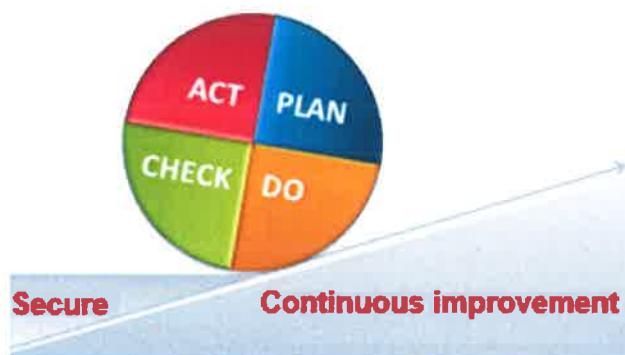 ACT
PLAN
CHECK
DO
Secure
Continuous improvement